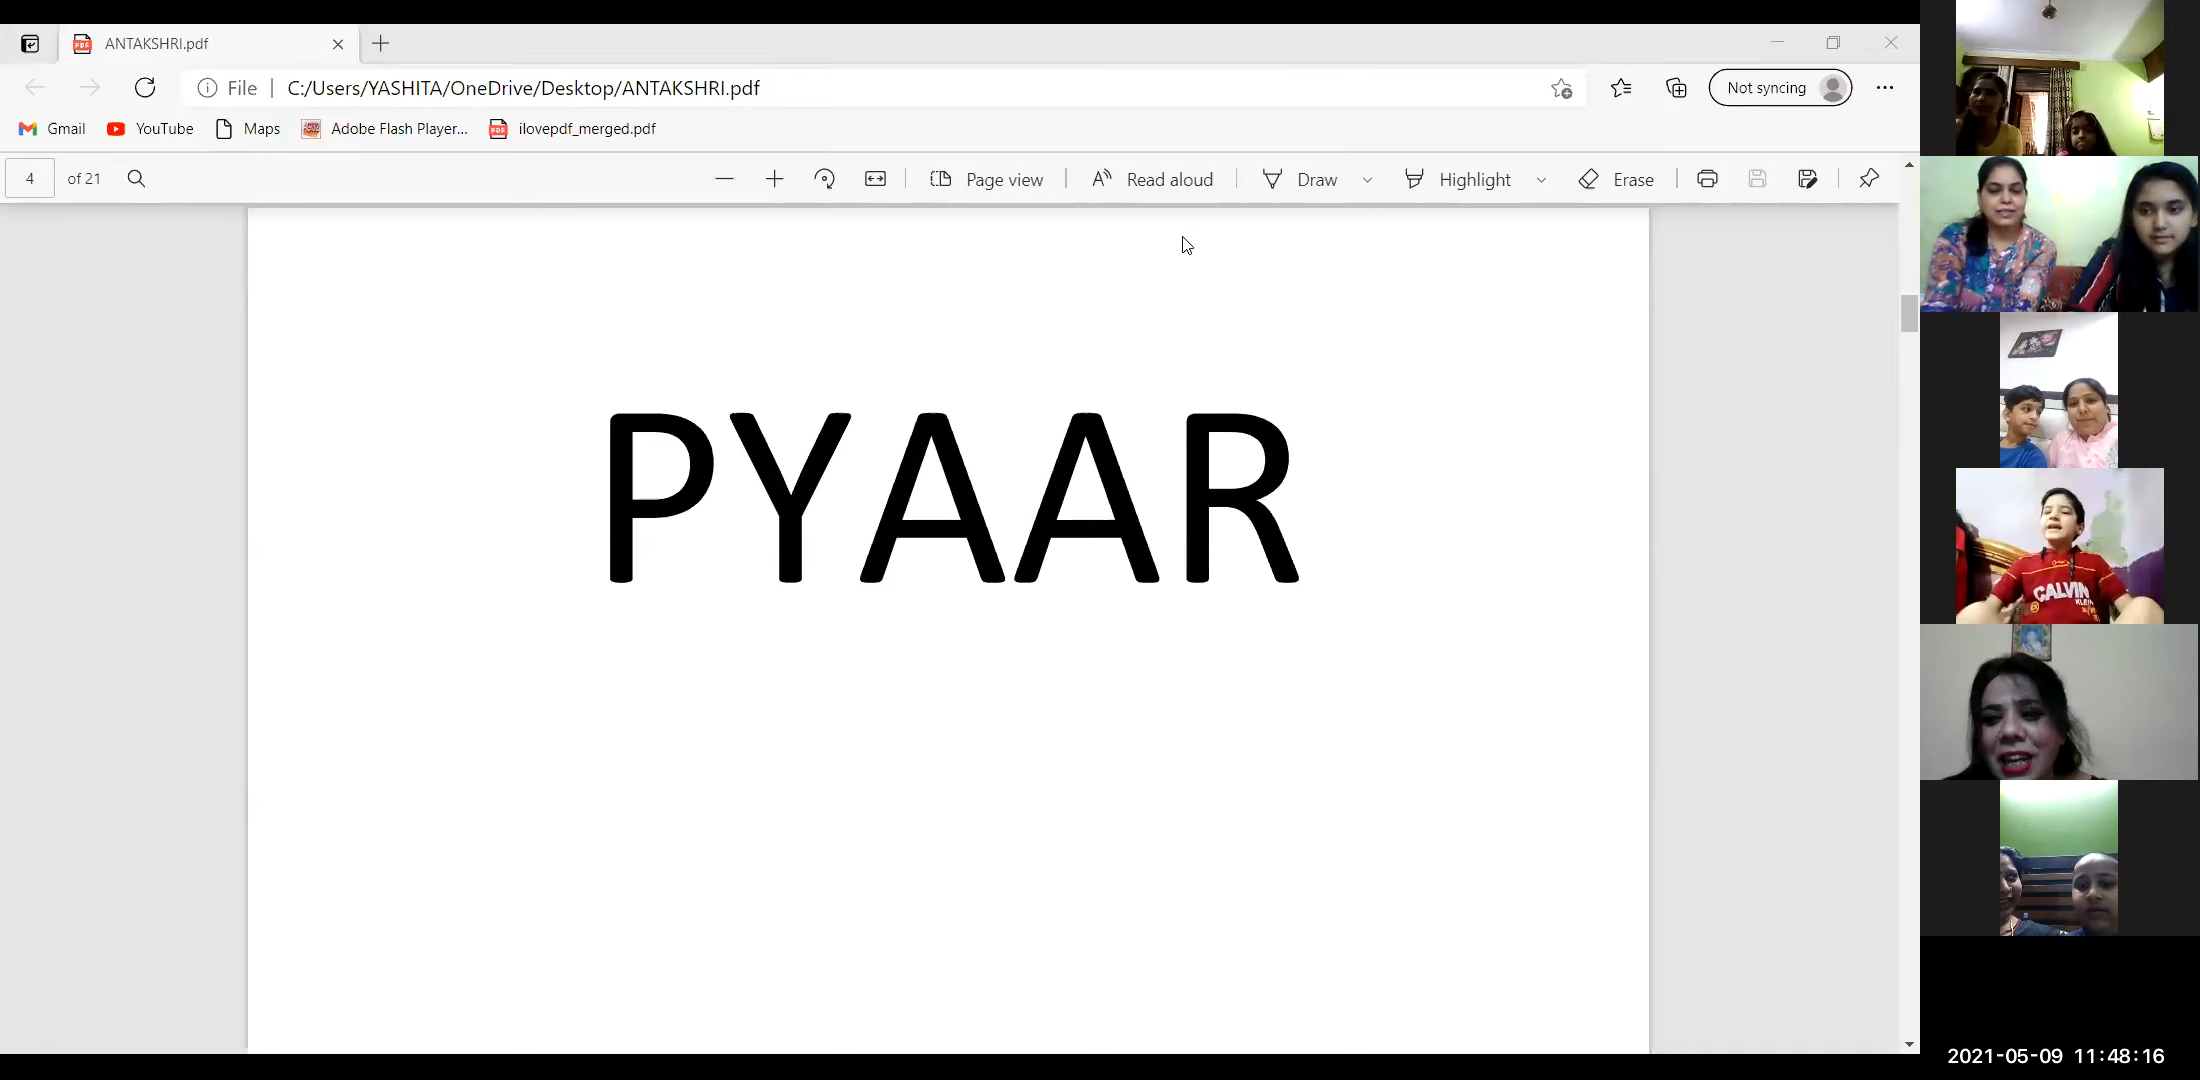 ANTAKSHRI.pdf
File C:/Users/YASHITA/OneDrive/Desktop/ANTAKSHRI.pdf Not syncing
Gmail YouTube Maps Adobe Flash Player... ilovepdf_merged.pdf
4 of 21 Page view Read aloud Draw Highlight Erase
PYAAR
CALVIN
KLEIN
2021-05-09 11:48:16